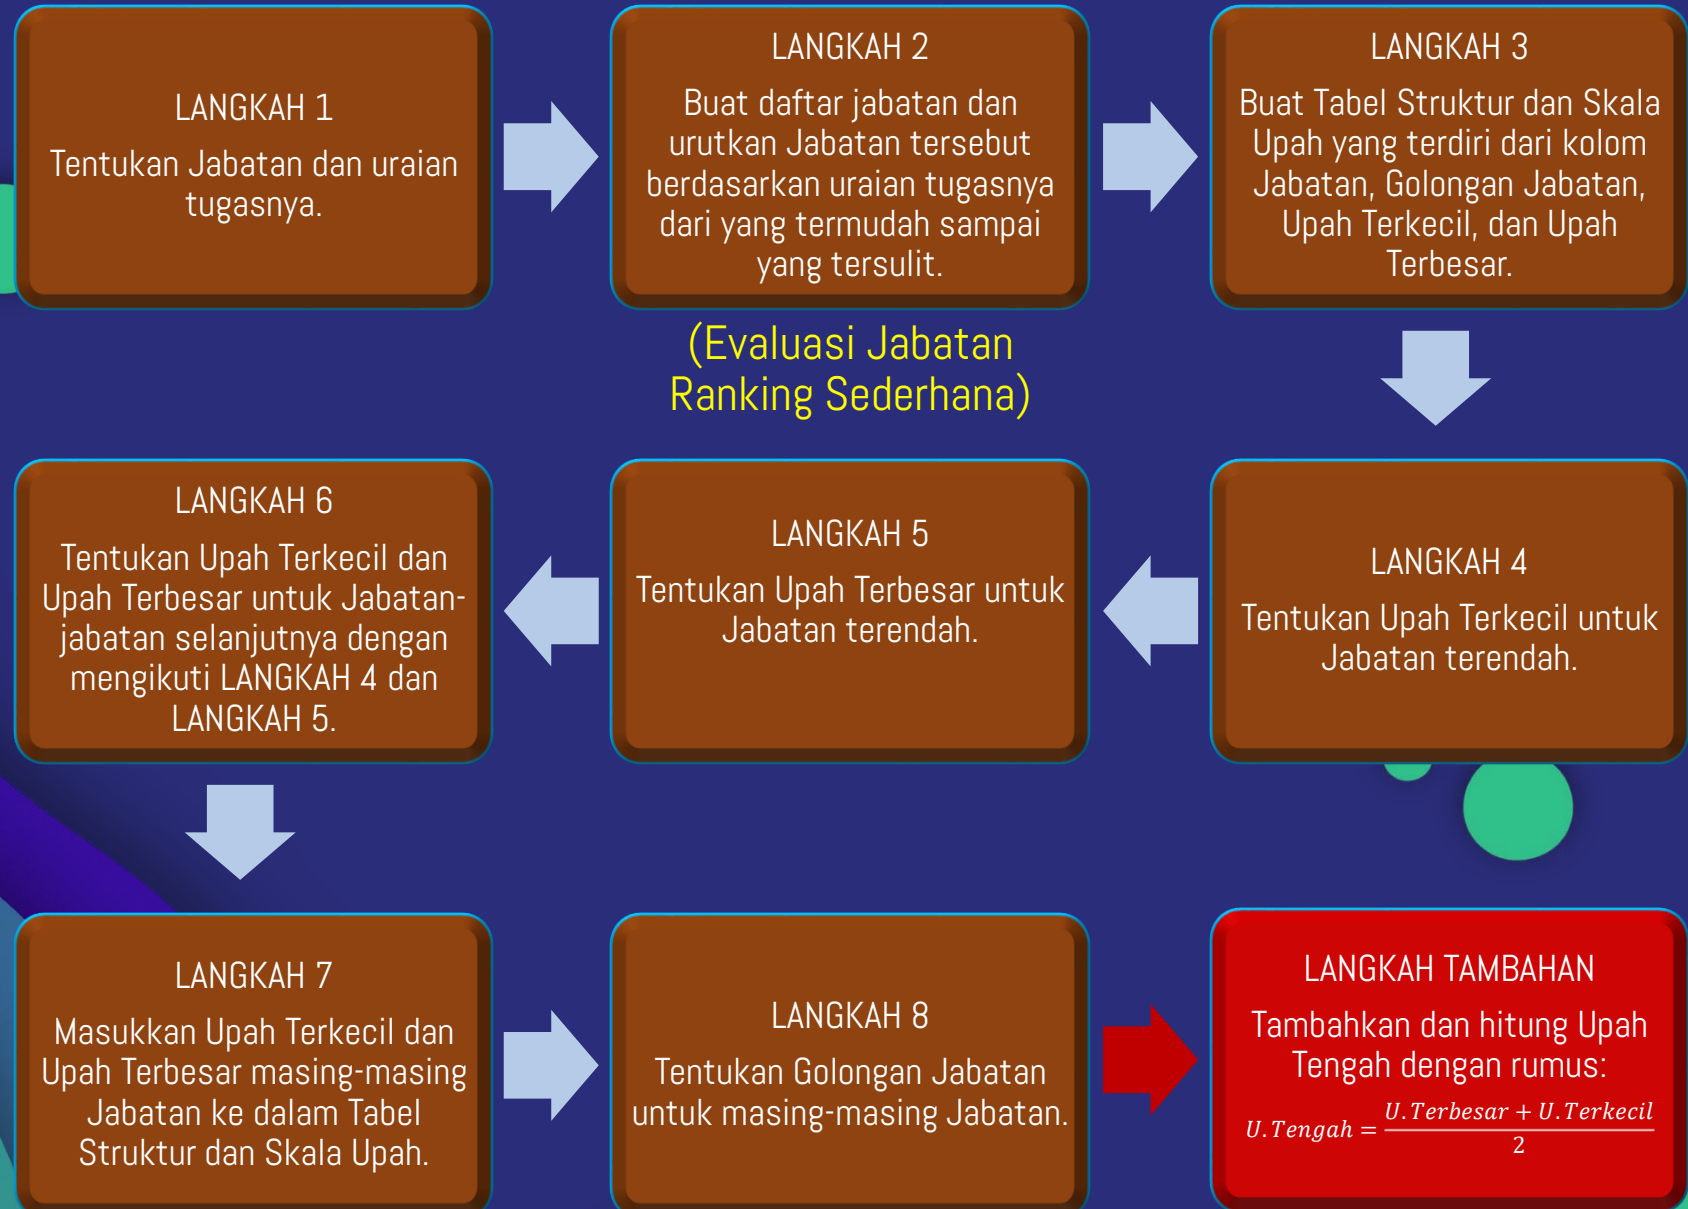 LANGKAH 1
Tentukan Jabatan dan uraian
tugasnya.
LANGKAH 2
Buat daftar jabatan dan
urutkan Jabatan tersebut
berdasarkan uraian tugasnya
dari yang termudah sampai
yang tersulit.
(Evaluasi Jabatan
Ranking Sederhana)
LANGKAH 3
Buat Tabel Struktur dan Skala
Upah yang terdiri dari kolom
Jabatan, Golongan Jabatan,
Upah Terkecil, dan Upah
Terbesar.
LANGKAH 4
Tentukan Upah Terkecil untuk
Jabatan terendah.
LANGKAH 5
Tentukan Upah Terbesar untuk
Jabatan terendah.
LANGKAH 6
Tentukan Upah Terkecil dan
Upah Terbesar untuk Jabatan-
jabatan selanjutnya dengan
mengikuti LANGKAH 4 dan
LANGKAH 5.
LANGKAH 7
Masukkan Upah Terkecil dan
Upah Terbesar masing-masing
Jabatan ke dalam Tabel
Struktur dan Skala Upah.
LANGKAH 8
Tentukan Golongan Jabatan
untuk masing-masing Jabatan.
LANGKAH TAMBAHAN
Tambahkan dan hitung Upah
Tengah dengan rumus:
U.Terbesar + U.Terkecil
U.Tengah =
2